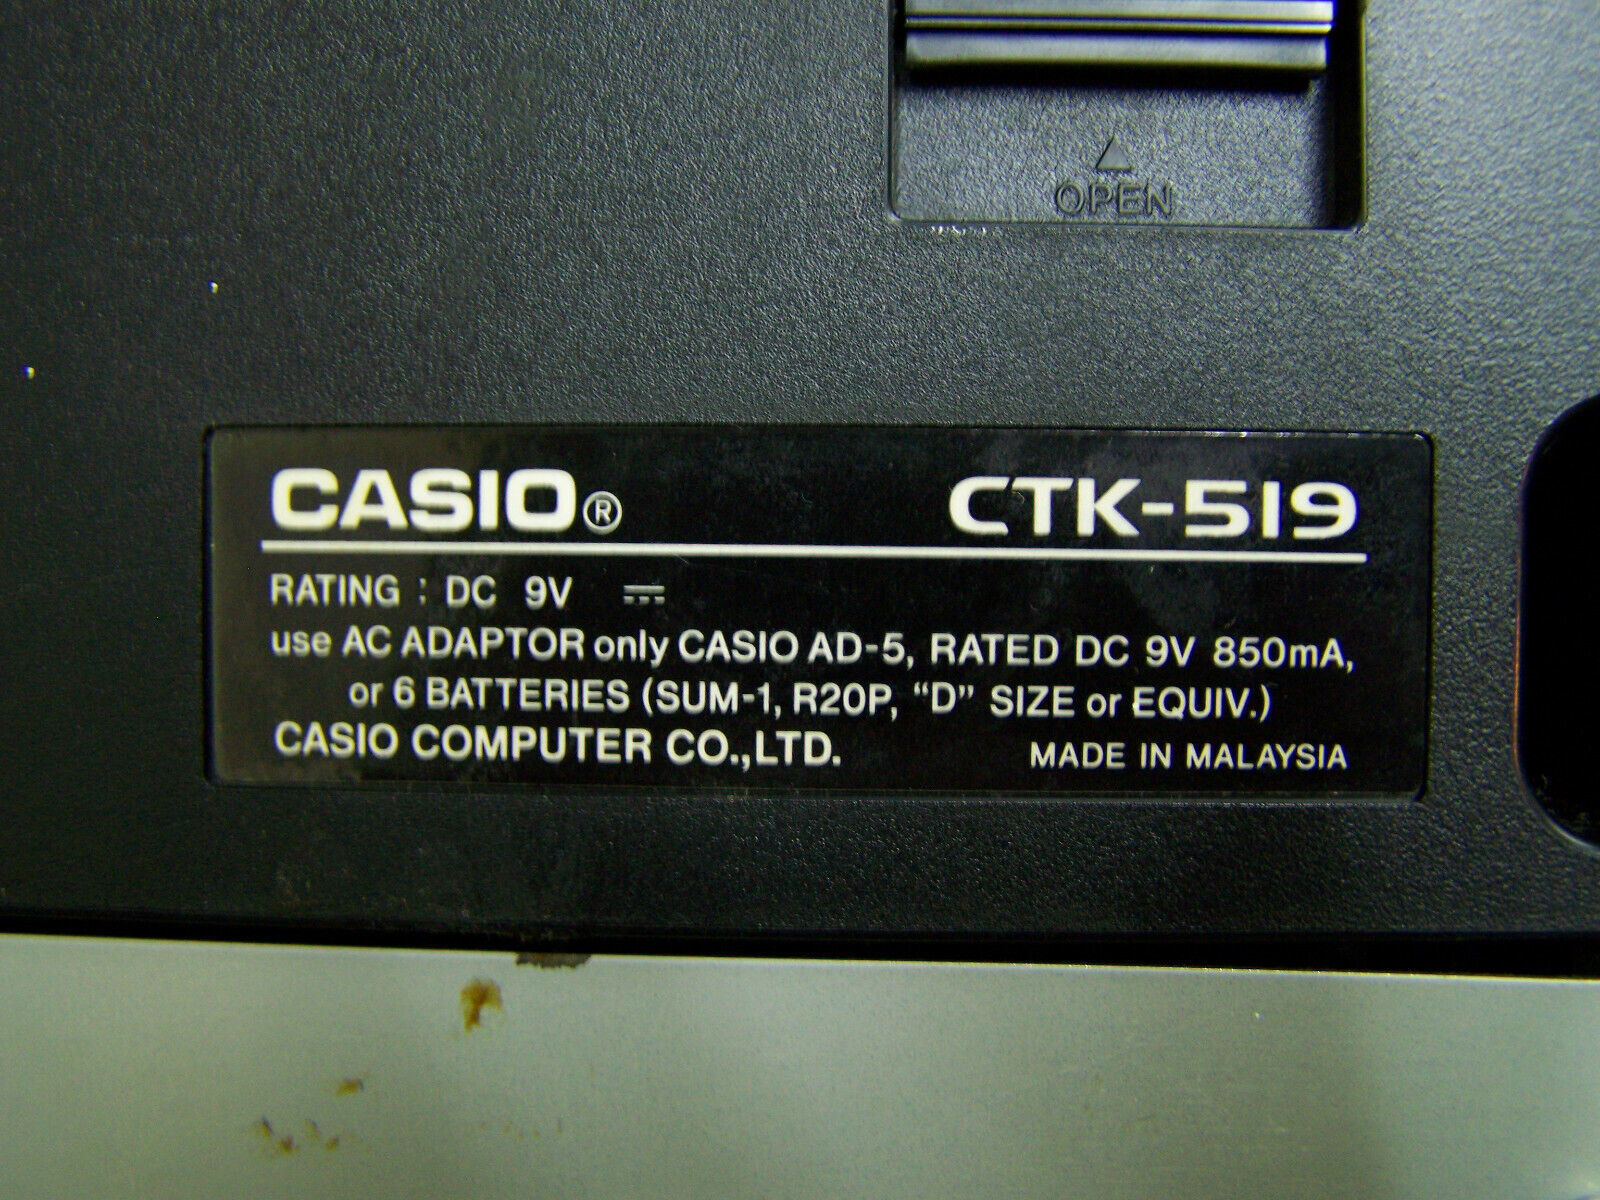 OPEN
CASIO® CTK-519
RATING : DC 9V ⎓
use AC ADAPTOR only CASIO AD-5, RATED DC 9V 850mA,
or 6 BATTERIES (SUM-1, R20P, “D” SIZE or EQUIV.)
CASIO COMPUTER CO.,LTD. MADE IN MALAYSIA